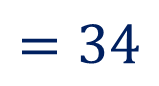 = 34